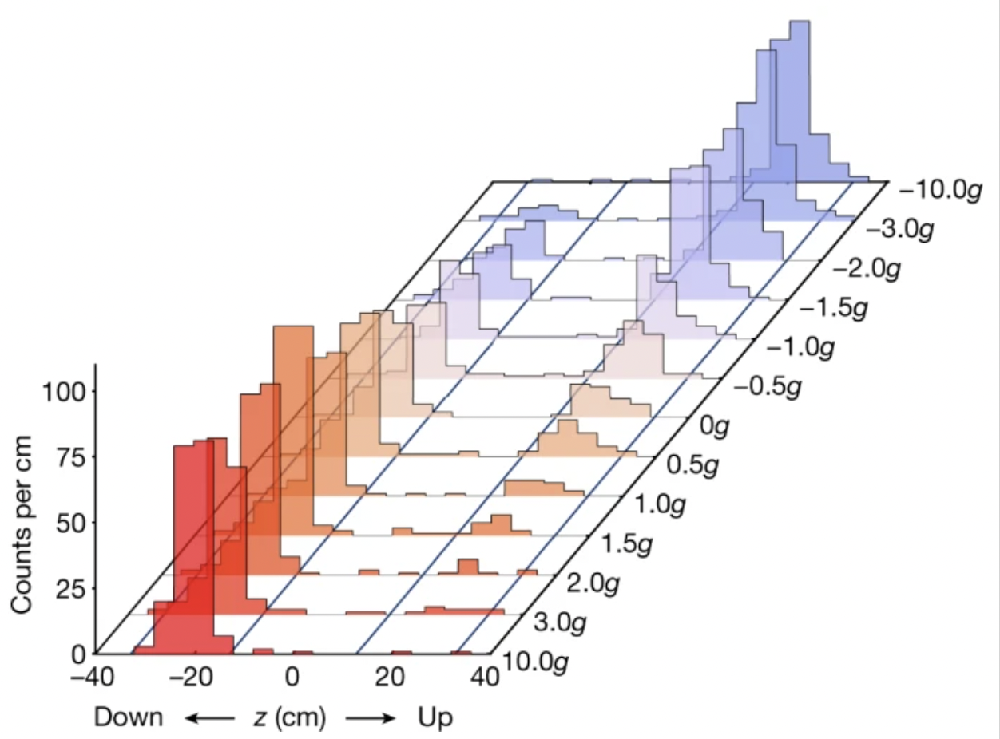 −10.0g
−3.0g
−2.0g
−1.5g
−1.0g
−0.5g
0g
0.5g
1.0g
1.5g
2.0g
3.0g
10.0g
Counts per cm
100
75
50
25
0
−40 −20 0 20 40
Down ← z (cm) → Up